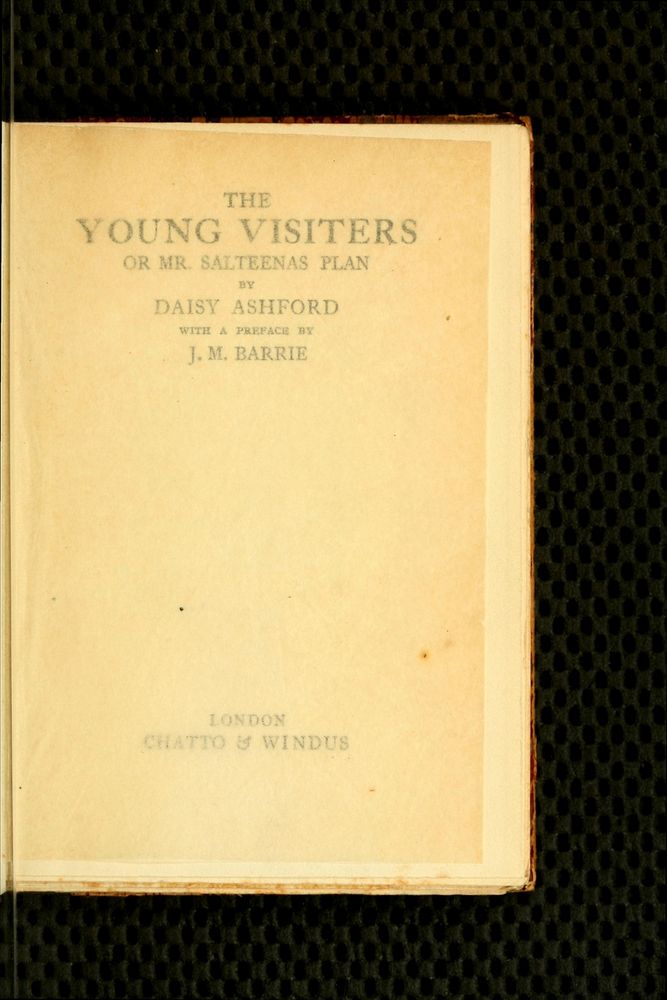 THE
YOUNG VISITERS
OR MR. SALTEENAS PLAN
BY
DAISY ASHFORD
WITH A PREFACE BY
J. M. BARRIE
LONDON
CHATTO & WINDUS